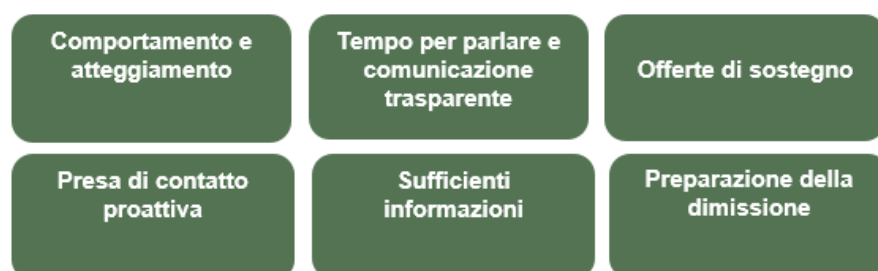 Comportamento e
atteggiamento
Tempo per parlare e
comunicazione
trasparente
Offerte di sostegno
Presa di contatto
proattiva
Sufficienti
informazioni
Preparazione della
dimissione